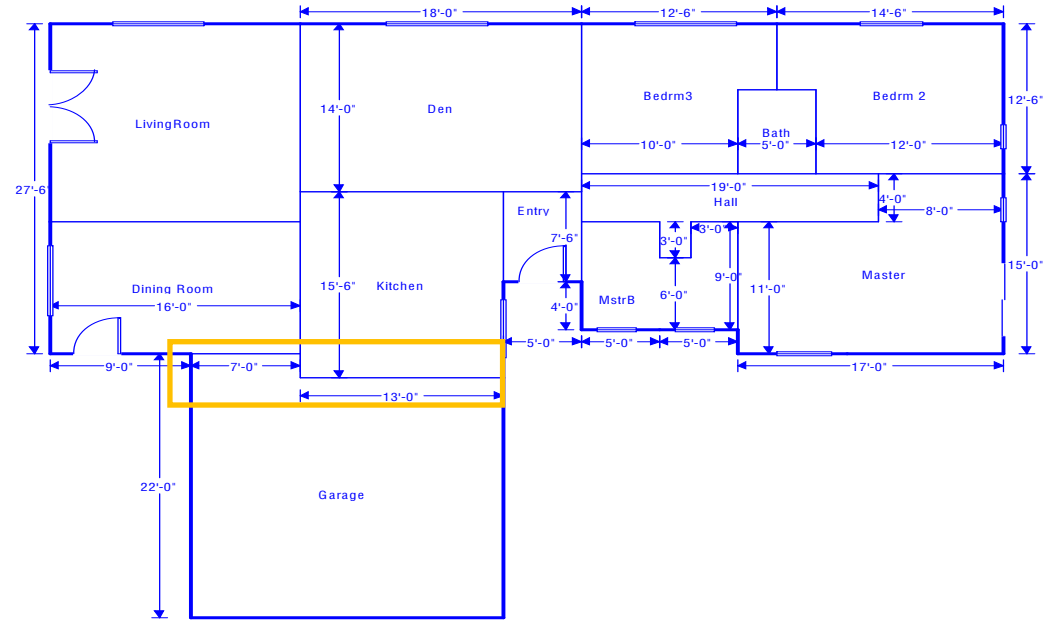 18'-0" 12'-6" 14'-6"
Bedrm3 Bedrm 2
12'-6"
14'-0" Den
LivingRoom
Bath
10'-0" 5'-0" 12'-0"
27'-6"
19'-0"
4'-0"
Hall
Entry 8'-0"
3'-0"
7'-6" 3'-0"
15'-0"
9'-0" Master
15'-6" Kitchen 11'-0"
Dining Room
6'-0" MstrB
16'-0" 4'-0"
5'-0" 5'-0" 5'-0"
9'-0" 7'-0" 17'-0"
13'-0"
22'-0" Garage